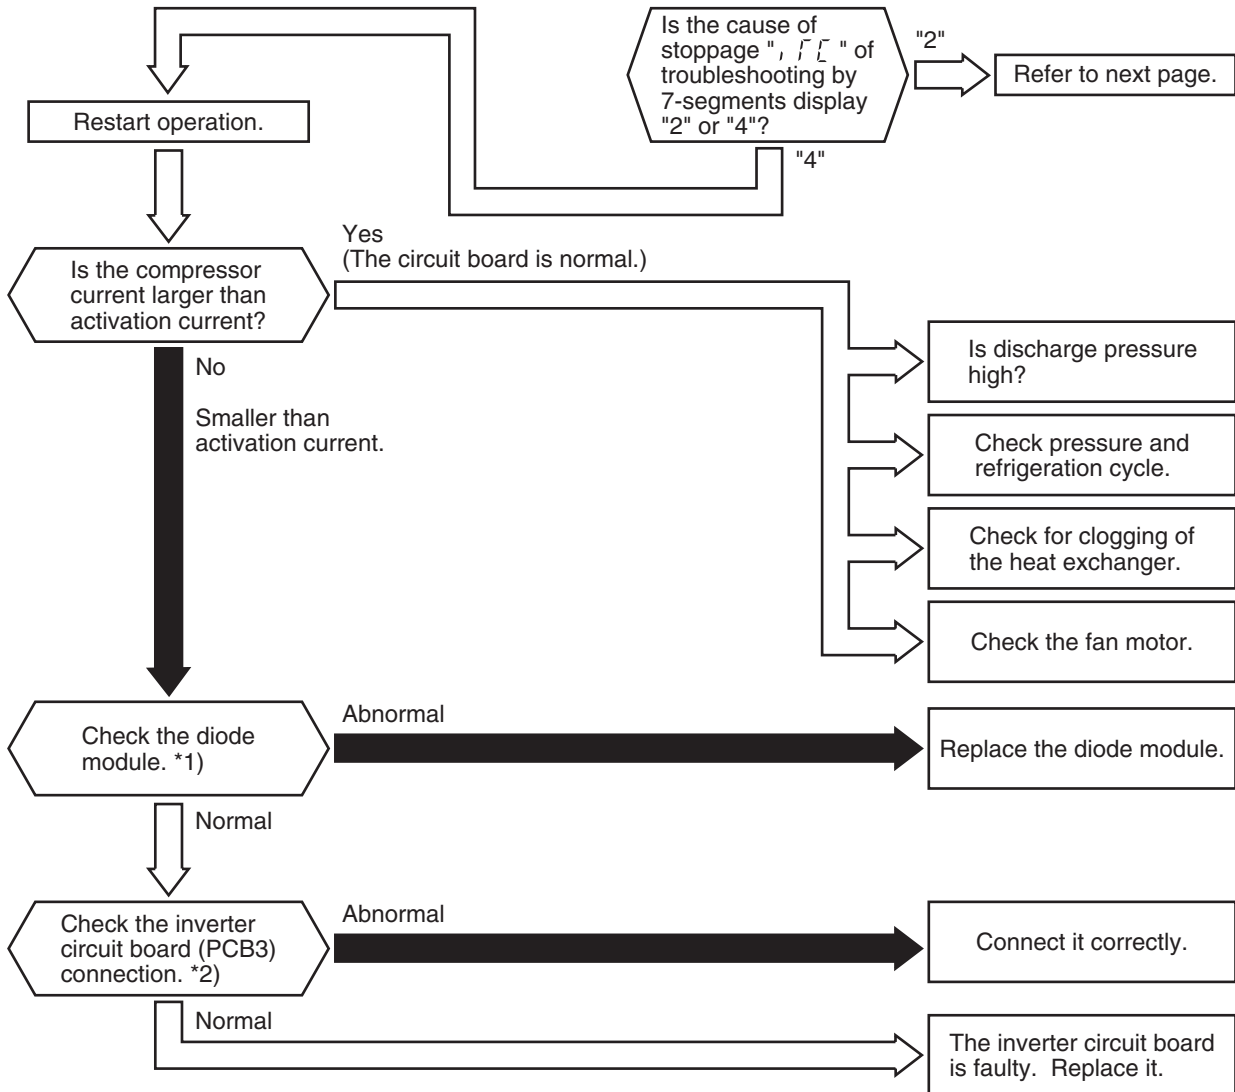 Is the cause of
stoppage "iTC" of
troubleshooting by
7-segments display
"2" or "4"?
"2"
Refer to next page.
"4"
Restart operation.
Is the compressor
current larger than
activation current?
Yes
(The circuit board is normal.)
Is discharge pressure
high?
Check pressure and
refrigeration cycle.
Check for clogging of
the heat exchanger.
Check the fan motor.
No
Smaller than
activation current.
Check the diode
module. *1)
Abnormal
Replace the diode module.
Normal
Check the inverter
circuit board (PCB3)
connection. *2)
Abnormal
Connect it correctly.
Normal
The inverter circuit board
is faulty.  Replace it.